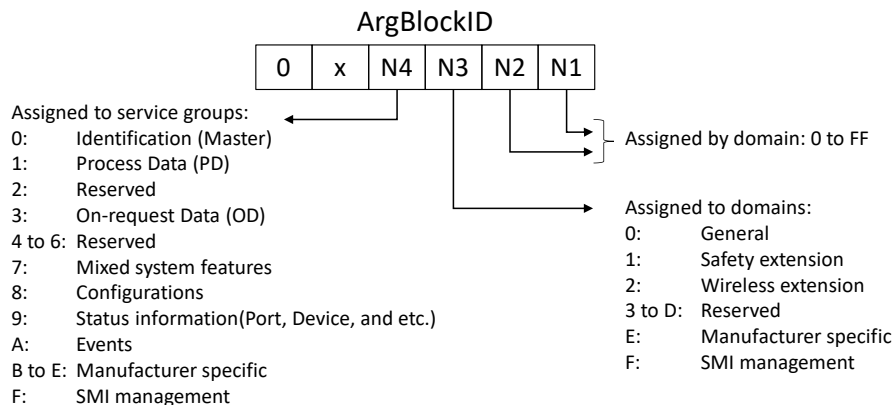 ArgBlockID
0 x N4 N3 N2 N1
Assigned to service groups:
0: Identification (Master)
1: Process Data (PD)
2: Reserved
3: On-request Data (OD)
4 to 6: Reserved
7: Mixed system features
8: Configurations
9: Status information(Port, Device, and etc.)
A: Events
B to E: Manufacturer specific
F: SMI management
Assigned by domain: 0 to FF
Assigned to domains:
0: General
1: Safety extension
2: Wireless extension
3 to D: Reserved
E: Manufacturer specific
F: SMI management